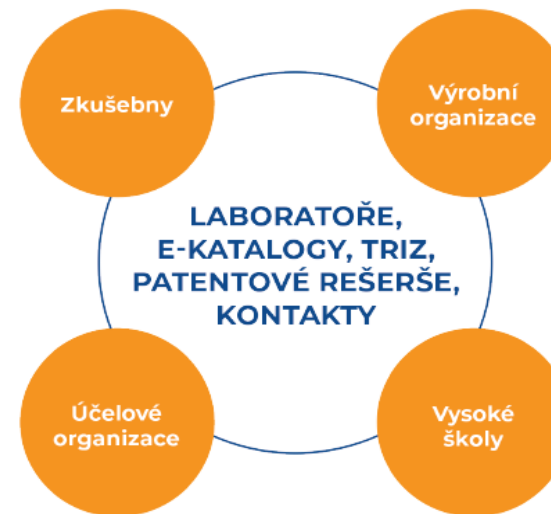 Zkušebny
Výrobní
organizace
LABORATOŘE,
E-KATALOGY, TRIZ,
PATENTOVÉ REŠERŠE,
KONTAKTY
Účelové
organizace
Vysoké
školy